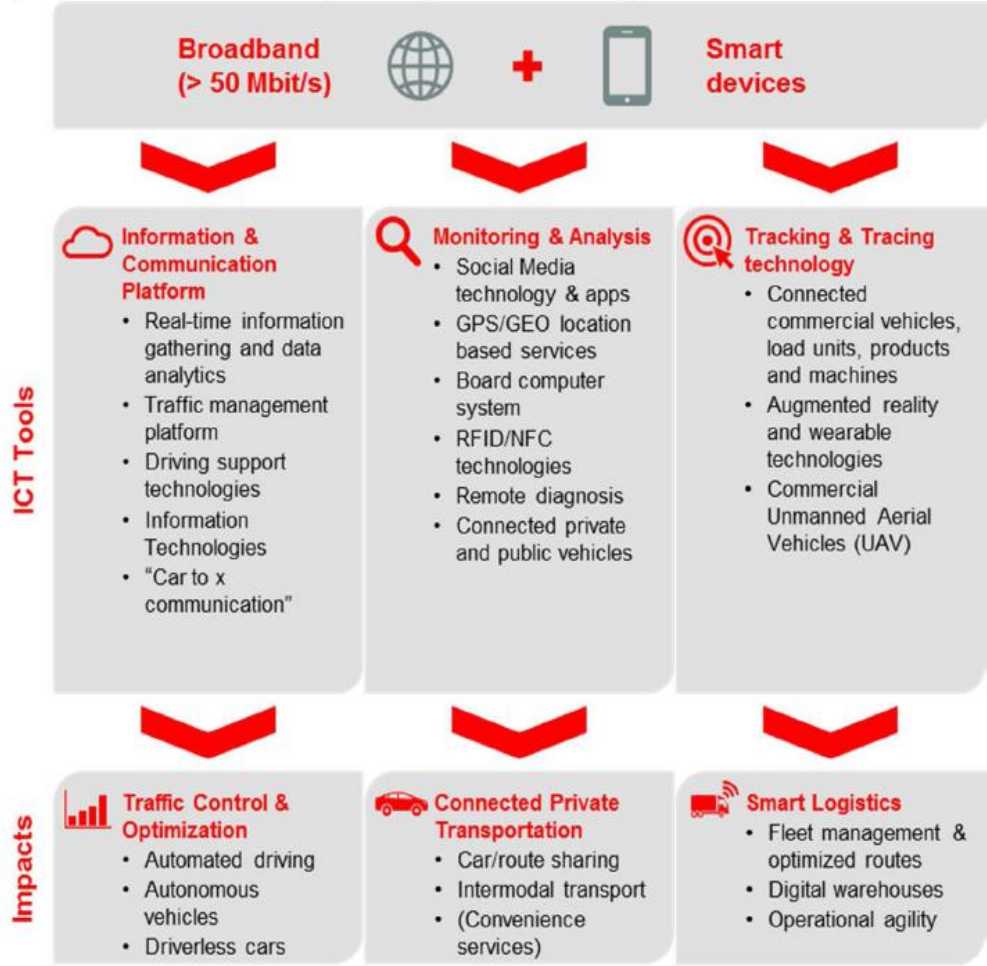 Broadband
(> 50 Mbit/s)
Smart
devices
ICT Tools
Information &
Communication
Platform
• Real-time information
gathering and data
analytics
• Traffic management
platform
• Driving support
technologies
• Information
Technologies
• “Car to x
communication”
Monitoring & Analysis
• Social Media
technology & apps
• GPS/GEO location
based services
• Board computer
system
• RFID/NFC
technologies
• Remote diagnosis
• Connected private
and public vehicles
Tracking & Tracing
technology
• Connected
commercial vehicles,
load units, products
and machines
• Augmented reality
and wearable
technologies
• Commercial
Unmanned Aerial
Vehicles (UAV)
Impacts
Traffic Control &
Optimization
• Automated driving
• Autonomous
vehicles
• Driverless cars
Connected Private
Transportation
• Car/route sharing
• Intermodal transport
• (Convenience
services)
Smart Logistics
• Fleet management &
optimized routes
• Digital warehouses
• Operational agility